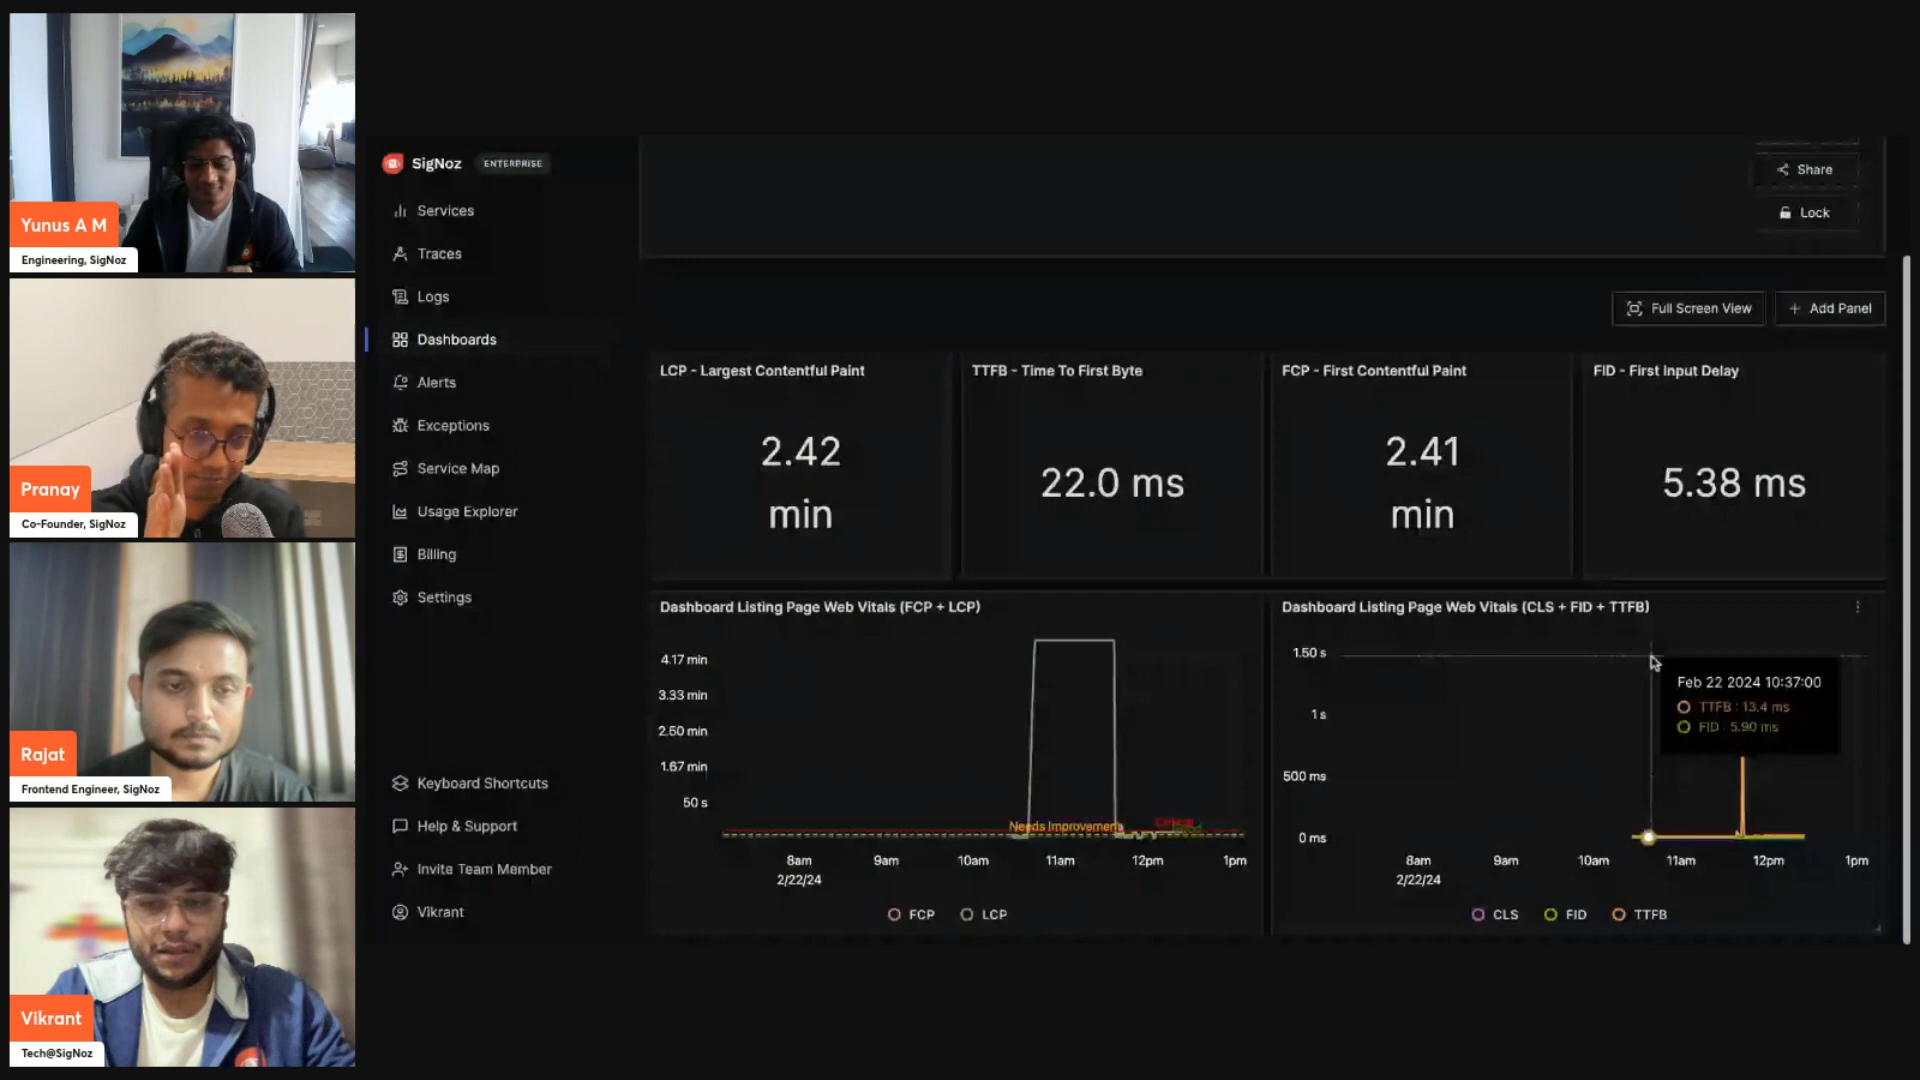 Yunus A M
Engineering, SigNoz
Pranay
Co-Founder, SigNoz
Rajat
Frontend Engineer, SigNoz
Vikrant
Tech@SigNoz
SigNoz ENTERPRISE
Services
Traces
Logs
Dashboards
Alerts
Exceptions
Service Map
Usage Explorer
Billing
Settings
Keyboard Shortcuts
Help & Support
Invite Team Member
Vikrant
Share
Lock
Full Screen View
+ Add Panel
LCP - Largest Contentful Paint
2.42
min
TTFB - Time To First Byte
22.0 ms
FCP - First Contentful Paint
2.41
min
FID - First Input Delay
5.38 ms
Dashboard Listing Page Web Vitals (FCP + LCP)
4.17 min
3.33 min
2.50 min
1.67 min
50 s
Needs Improvement
8am 9am 10am 11am 12pm 1pm
2/22/24
FCP LCP
Dashboard Listing Page Web Vitals (CLS + FID + TTFB)
1.50 s
1 s
500 ms
0 ms
Feb 22 2024 10:37:00
TTFB : 13.4 ms
FID : 5.90 ms
8am 9am 10am 11am 12pm 1pm
2/22/24
CLS FID TTFB